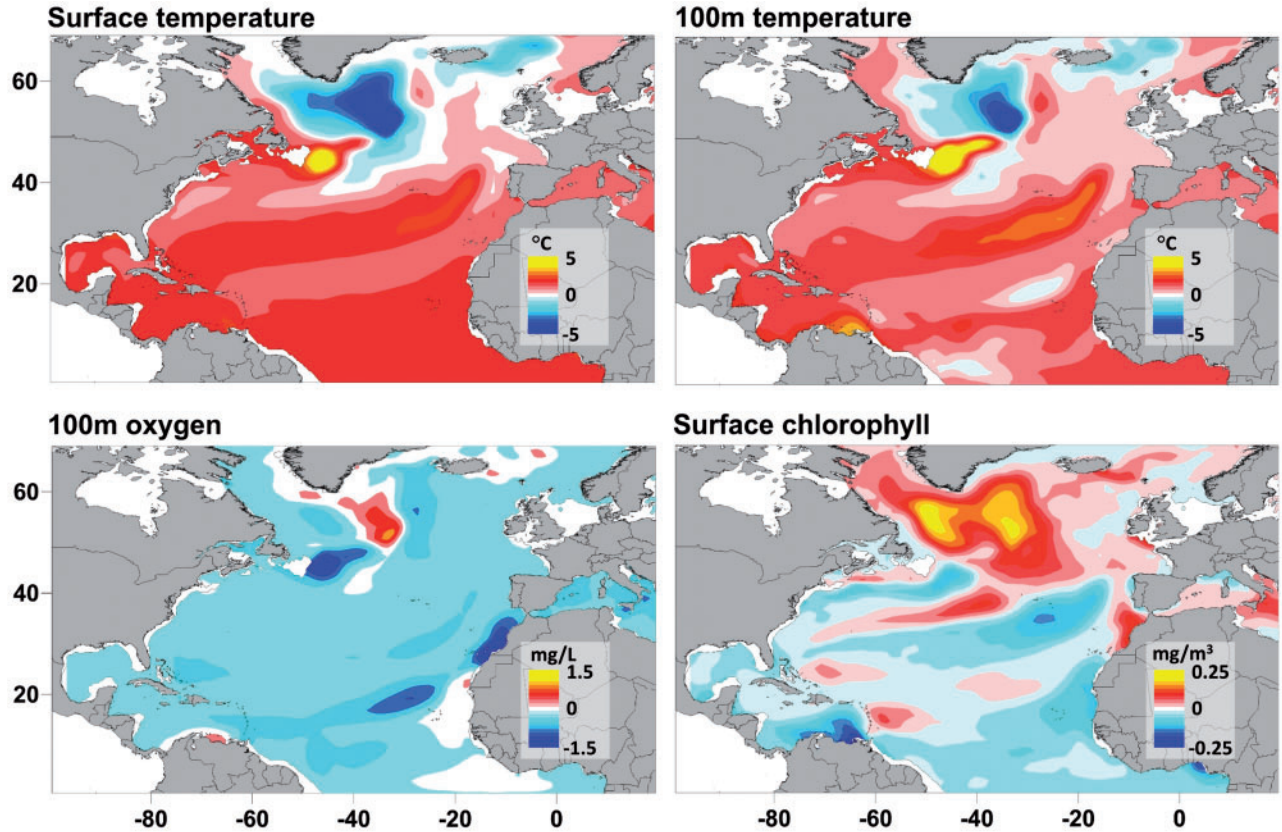 Surface temperature
100m temperature
60
40
20
°C
5
0
-5
°C
5
0
-5
100m oxygen
Surface chlorophyll
60
40
20
mg/L
1.5
0
-1.5
mg/m³
0.25
0
-0.25
-80 -60 -40 -20 0
-80 -60 -40 -20 0